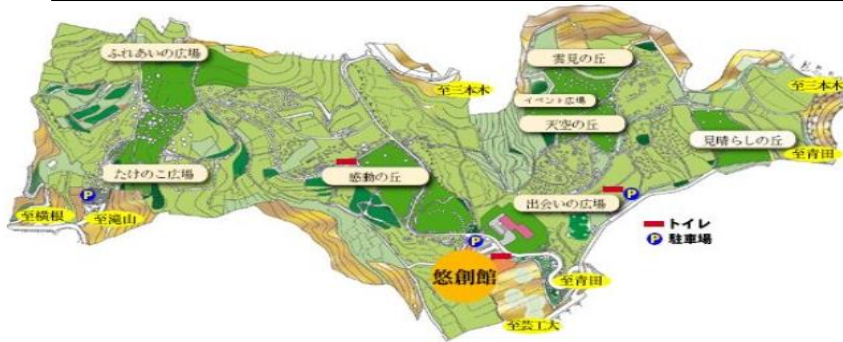 ふれあいの広場
雲見の丘
至三本木
イベント広場
至三本木
天空の丘
見晴らしの丘
至青田
たけのこ広場
感動の丘
P
出会いの広場
P
至横根
至滝山
トイレ
P 駐車場
P
悠創館
至青田
至芸工大